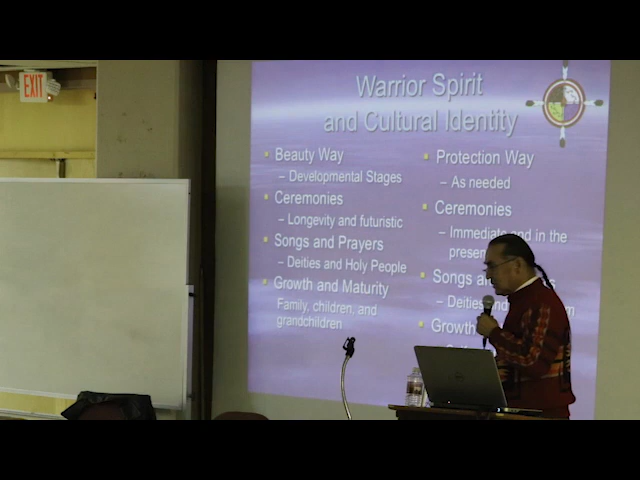 EXIT
Warrior Spirit
and Cultural Identity
Beauty Way
– Developmental Stages
Ceremonies
– Longevity and futuristic
Songs and Prayers
– Deities and Holy People
Growth and Maturity
Family, children, and
grandchildren
Protection Way
– As needed
Ceremonies
– Immediate and in the
present
Songs
– Deities
Growth